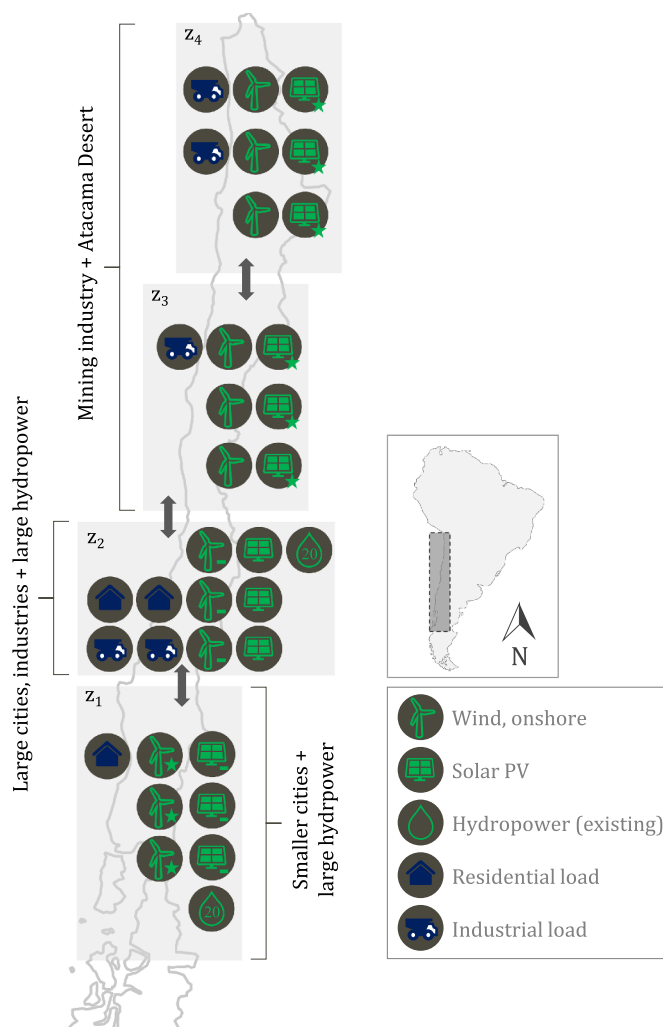 z4
Mining industry + Atacama Desert
z3
Large cities, industries + large hydropower
z2
20
z1
Smaller cities +
large hydrpower
20
N
Wind, onshore
Solar PV
Hydropower (existing)
Residential load
Industrial load